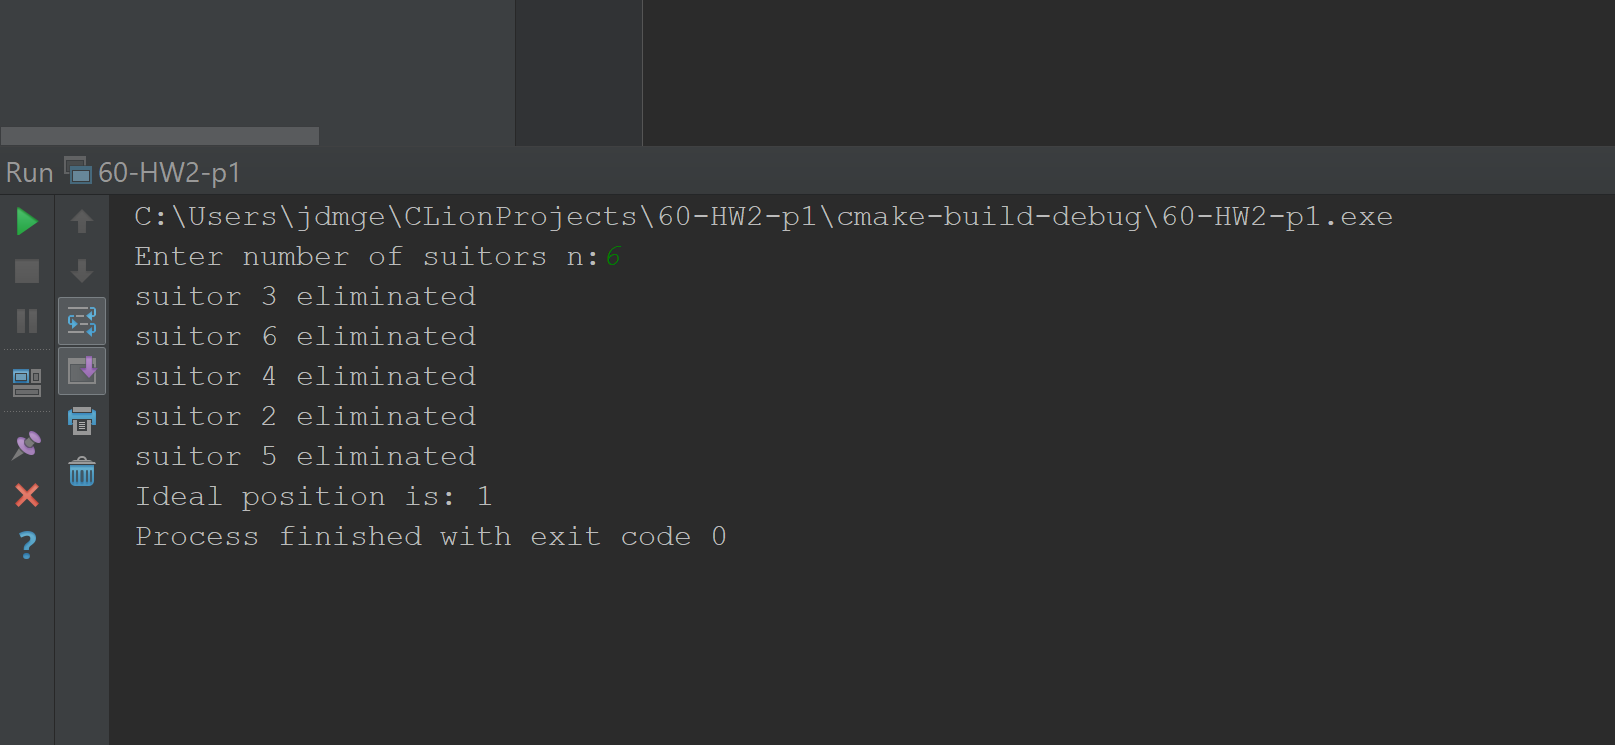 Run 60-HW2-p1
C:\Users\jdmge\CLionProjects\60-HW2-p1\cmake-build-debug\60-HW2-p1.exe
Enter number of suitors n:6
suitor 3 eliminated
suitor 6 eliminated
suitor 4 eliminated
suitor 2 eliminated
suitor 5 eliminated
Ideal position is: 1
Process finished with exit code 0